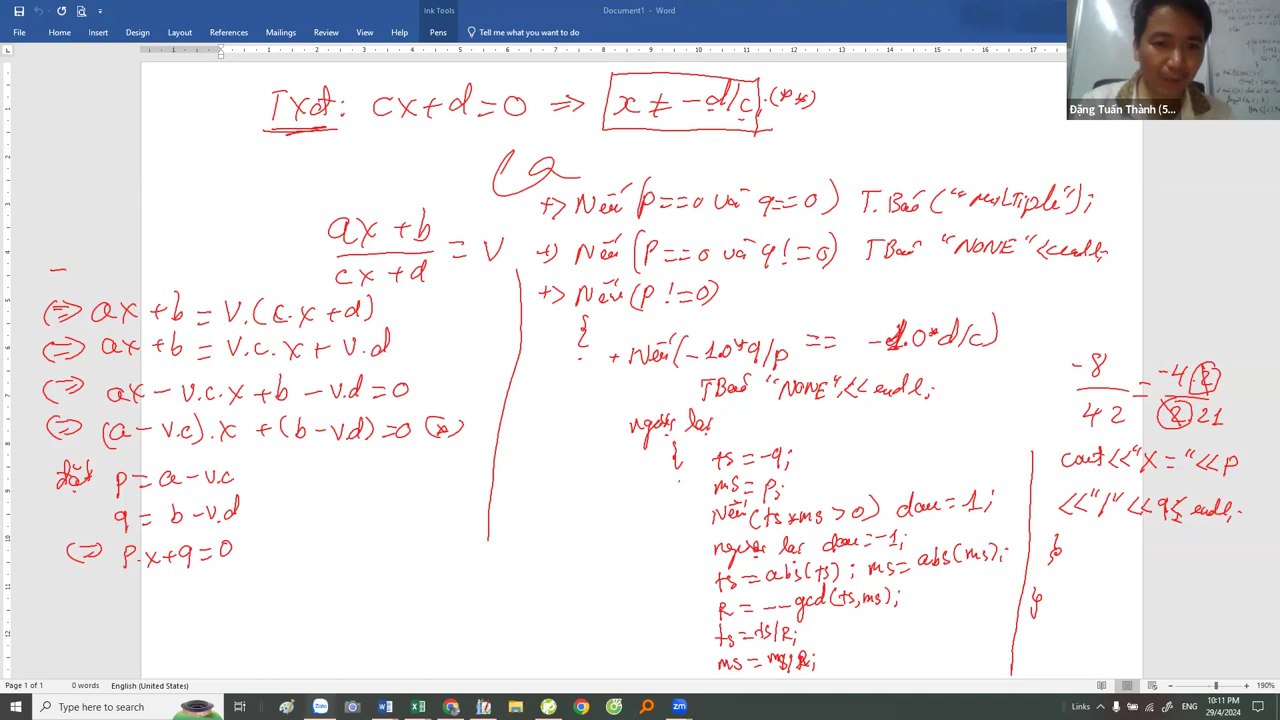 Document1 - Word
Ink Tools
File Home Insert Design Layout References Mailings Review View Help Pens Tell me what you want to do
Đặng Tuấn Thành (5...
Txđ: cx+d=0 => x ≠ -d/c.(**)
ax+b
cx+d
= V
<=> ax+b = V.(c.x+d)
<=> ax+b = V.c.x+V.d
<=> ax-V.c.x+b-V.d=0
<=> (a-V.c).x+(b-V.d)=0 (*)
đặt p=a-V.c
q=b-V.d
<=> p.x+q=0
+> Nếu (p==0 và q==0) T.Báo ("multiple");
+> Nếu (p==0 và q!=0) TBáo "NONE"<<endl;
+> Nếu (p!=0)
{
+ Nếu (-1.0*q/p == -1.0*d/c)
TBáo "NONE"<<endl;
ngược lại
{ ts=-q;
ms=p;
Nếu (ts*ms>0) dau=1;
ngược lại dau=-1;
ts=abs(ts); ms=abs(ms);
R=--gcd(ts,ms);
ts=ts/R;
ms=ms/R;
-8
42
=
-4 2
2 21
cout<<"X="<<p
<<"/"<<q<<endl;
}
}
Page 1 of 1 0 words English (United States) 190%
Type here to search
10:11 PM
29/4/2024